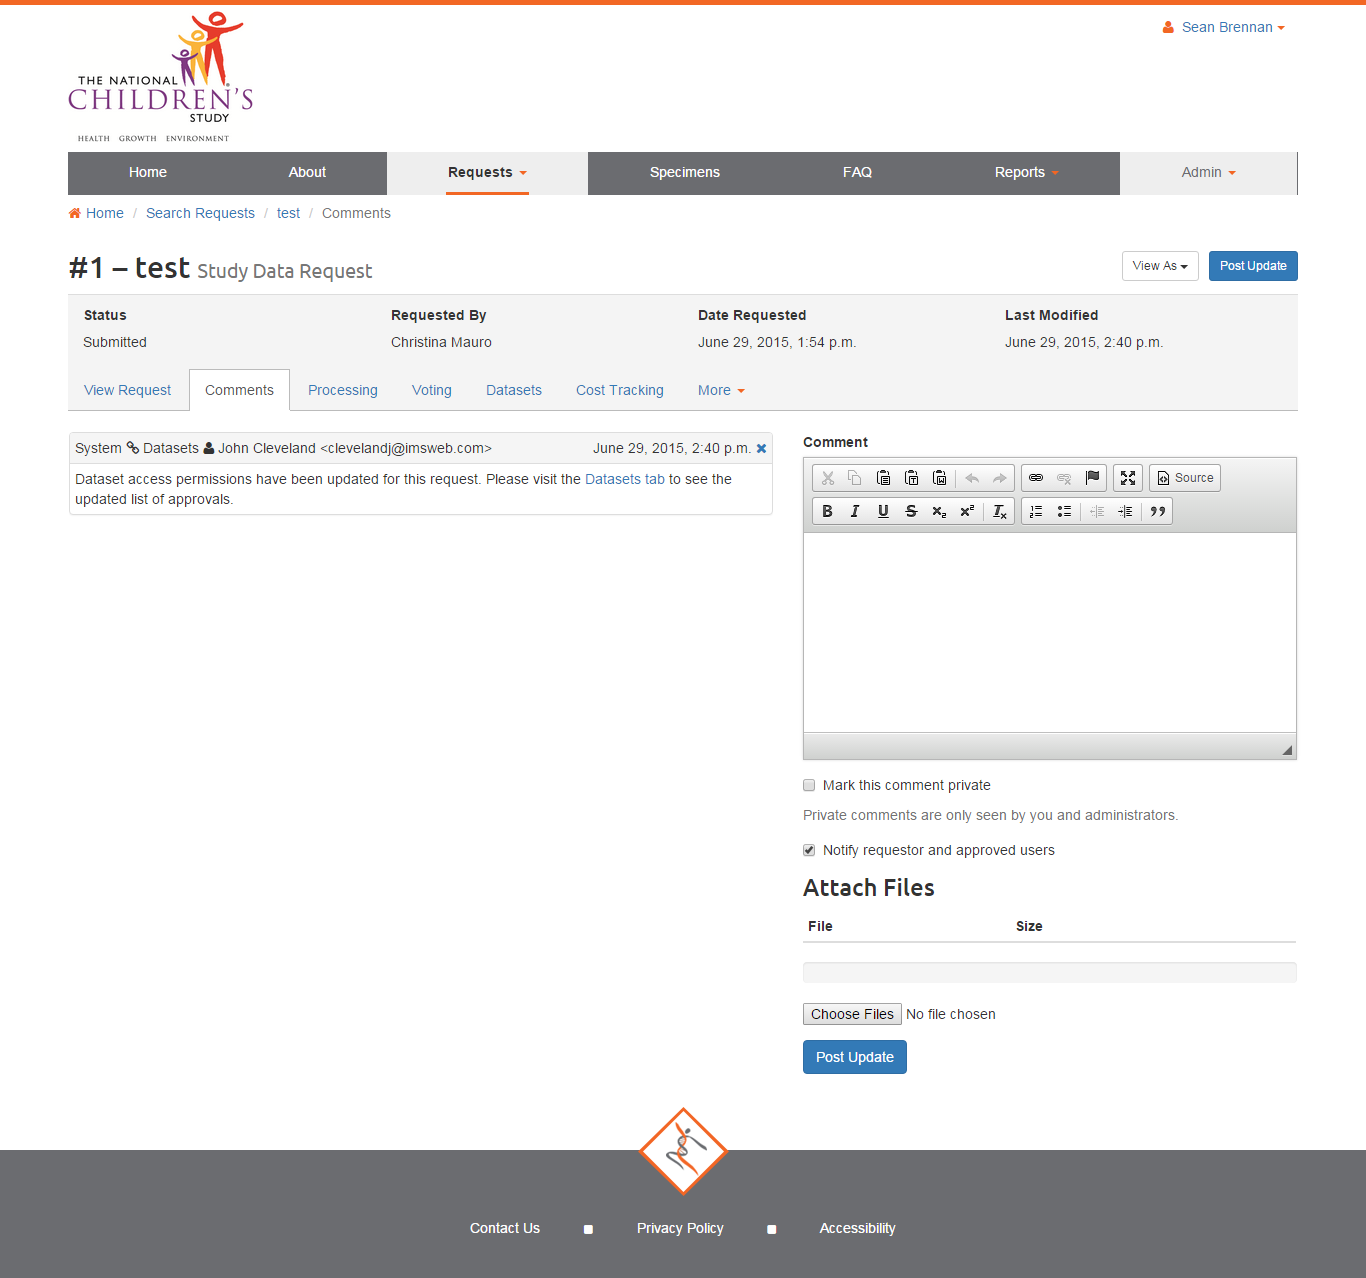 Sean Brennan
THE NATIONAL
CHILDREN'S
STUDY
HEALTH GROWTH ENVIRONMENT
Home About Requests Specimens FAQ Reports Admin
Home / Search Requests / test / Comments
#1 – test Study Data Request
View As Post Update
Status Requested By Date Requested Last Modified
Submitted Christina Mauro June 29, 2015, 1:54 p.m. June 29, 2015, 2:40 p.m.
View Request Comments Processing Voting Datasets Cost Tracking More
System Datasets John Cleveland <clevelandj@imsweb.com> June 29, 2015, 2:40 p.m.
Dataset access permissions have been updated for this request. Please visit the Datasets tab to see the
updated list of approvals.
Comment
Source
Mark this comment private
Private comments are only seen by you and administrators.
Notify requestor and approved users
Attach Files
File Size
Choose Files No file chosen
Post Update
Contact Us Privacy Policy Accessibility